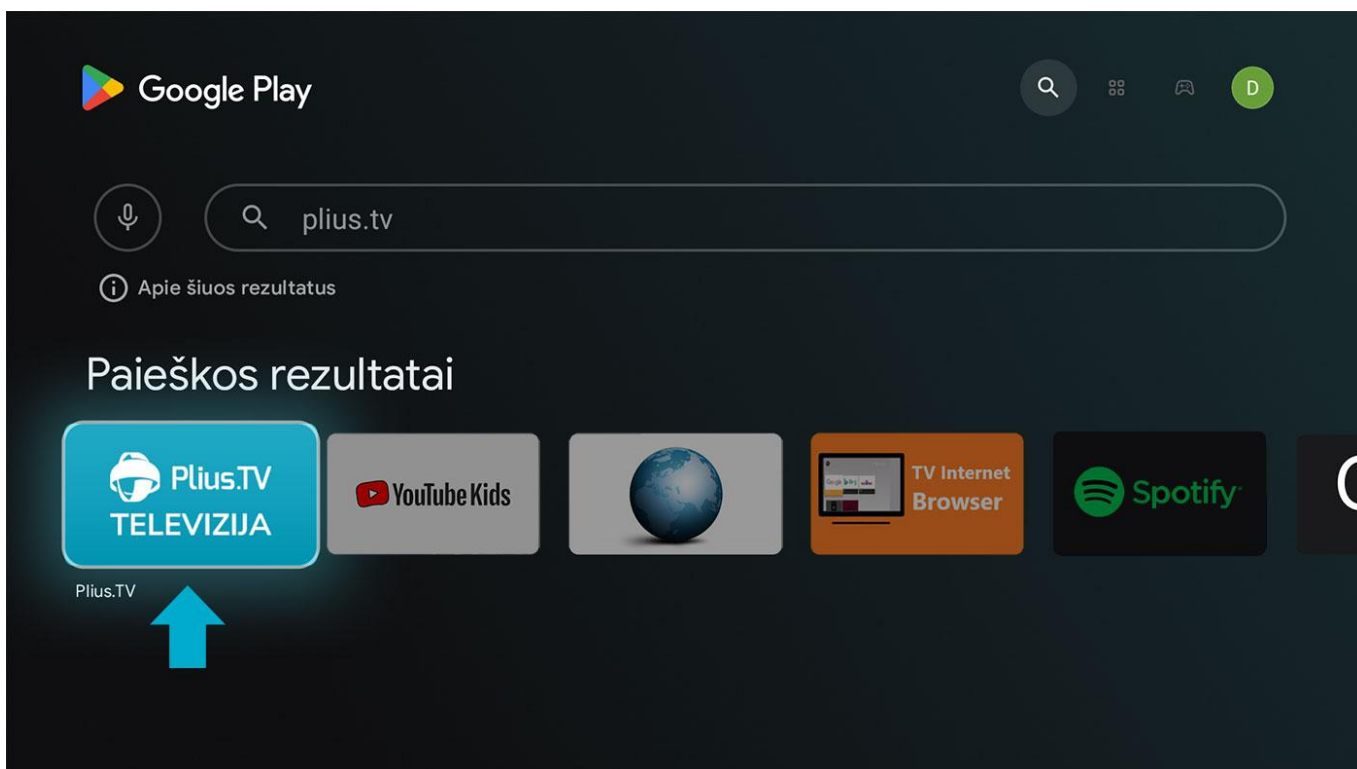 Google Play
D
plius.tv
Apie šiuos rezultatus
Paieškos rezultatai
Plius.TV
TELEVIZIJA
YouTube Kids
TV Internet
Browser
Spotify
Plius.TV